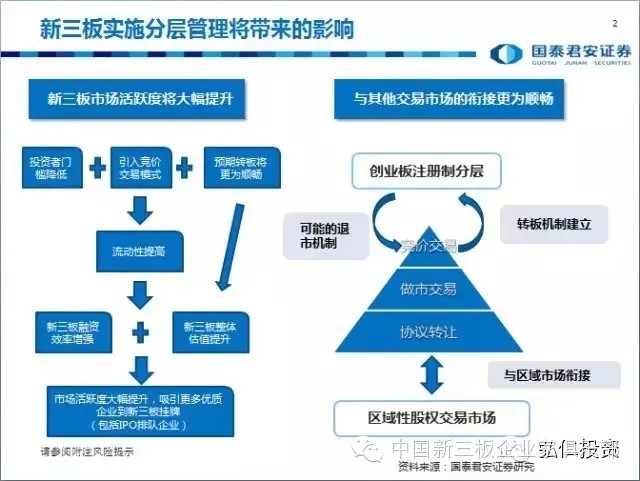 新三板实施分层管理将带来的影响
2
国泰君安证券
GUOTAI JUNAN SECURITIES
新三板市场活跃度将大幅提升
投资者门
槛降低
引入竞价
交易模式
预期转板将
更为顺畅
流动性提高
新三板融资
效率增强
新三板整体
估值提升
市场活跃度大幅提升，吸引更多优质
企业到新三板挂牌
（包括IPO排队企业）
与其他交易市场的衔接更为顺畅
创业板注册制分层
可能的退
市机制
转板机制建立
竞价交易
做市交易
协议转让
与区域市场衔接
区域性股权交易市场
请参阅附注风险提示
中国新三板企业
弘俱投资
资料来源：国泰君安证券研究